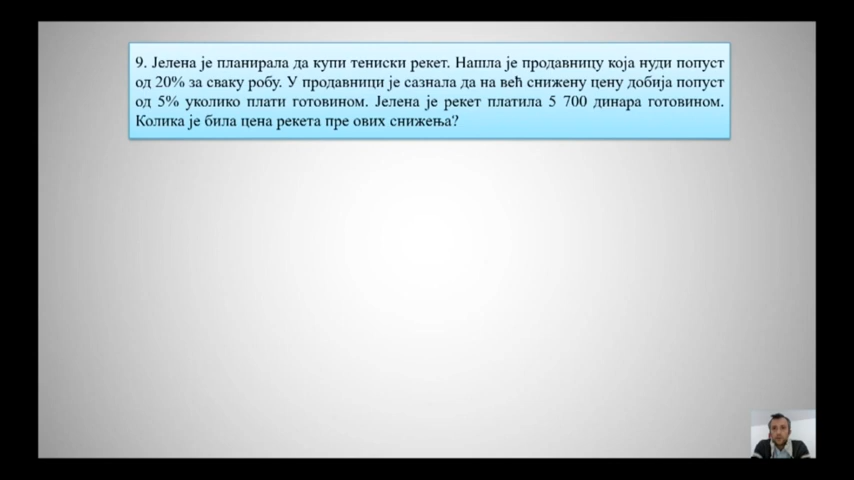 9. Јелена је планирала да купи тениски рекет. Нашла је продавницу која нуди попуст
од 20% за сваку робу. У продавници је сазнала да на већ снижену цену добија попуст
од 5% уколико плати готовином. Јелена је рекет платила 5 700 динара готовином.
Колика је била цена рекета пре ових снижења?